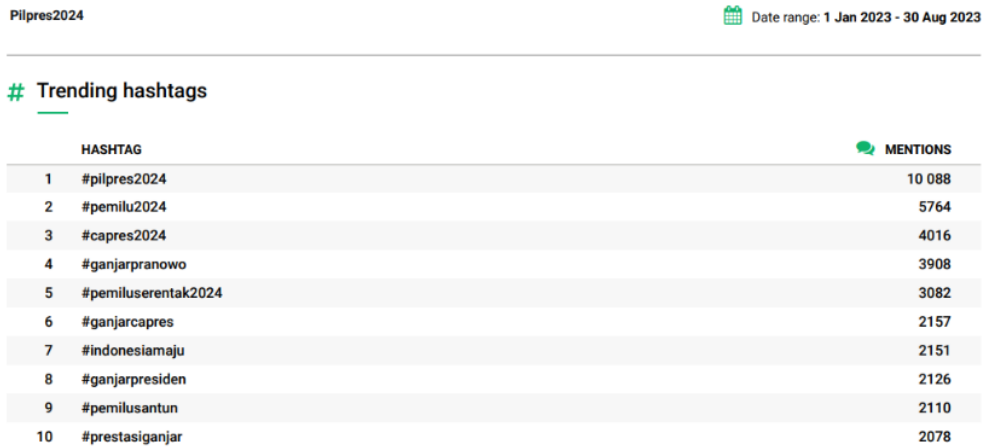 Pilpres2024 Date range: 1 Jan 2023 - 30 Aug 2023
# Trending hashtags
HASHTAG MENTIONS
1 #pilpres2024 10 088
2 #pemilu2024 5764
3 #capres2024 4016
4 #ganjarpranowo 3908
5 #pemiluserentak2024 3082
6 #ganjarcapres 2157
7 #indonesiamaju 2151
8 #ganjarpresiden 2126
9 #pemilusantun 2110
10 #prestasiganjar 2078